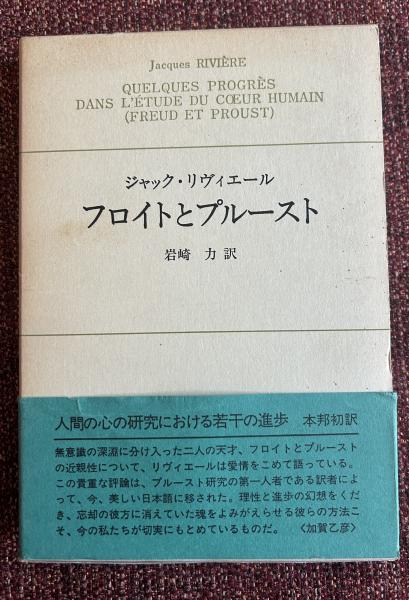 Jacques RIVIÈRE
QUELQUES PROGRÈS
DANS L'ÉTUDE DU CŒUR HUMAIN
(FREUD ET PROUST)
ジャック・リヴィエール
フロイトとプルースト
岩崎 力 訳
人間の心の研究における若干の進歩 本邦初訳
無意識の深淵に分け入った二人の天才、フロイトとプルースト
の近親性について、リヴィエールは愛情をこめて語っている。
この貴重な評論は、プルースト研究の第一人者である訳者によ
って、今、美しい日本語に移された。理性と進歩の幻想をくだ
き、忘却の彼方に消えていた魂をよみがえらせる彼らの方法こ
そ、今の私たちが切実にもとめているものだ。〈加賀乙彦〉